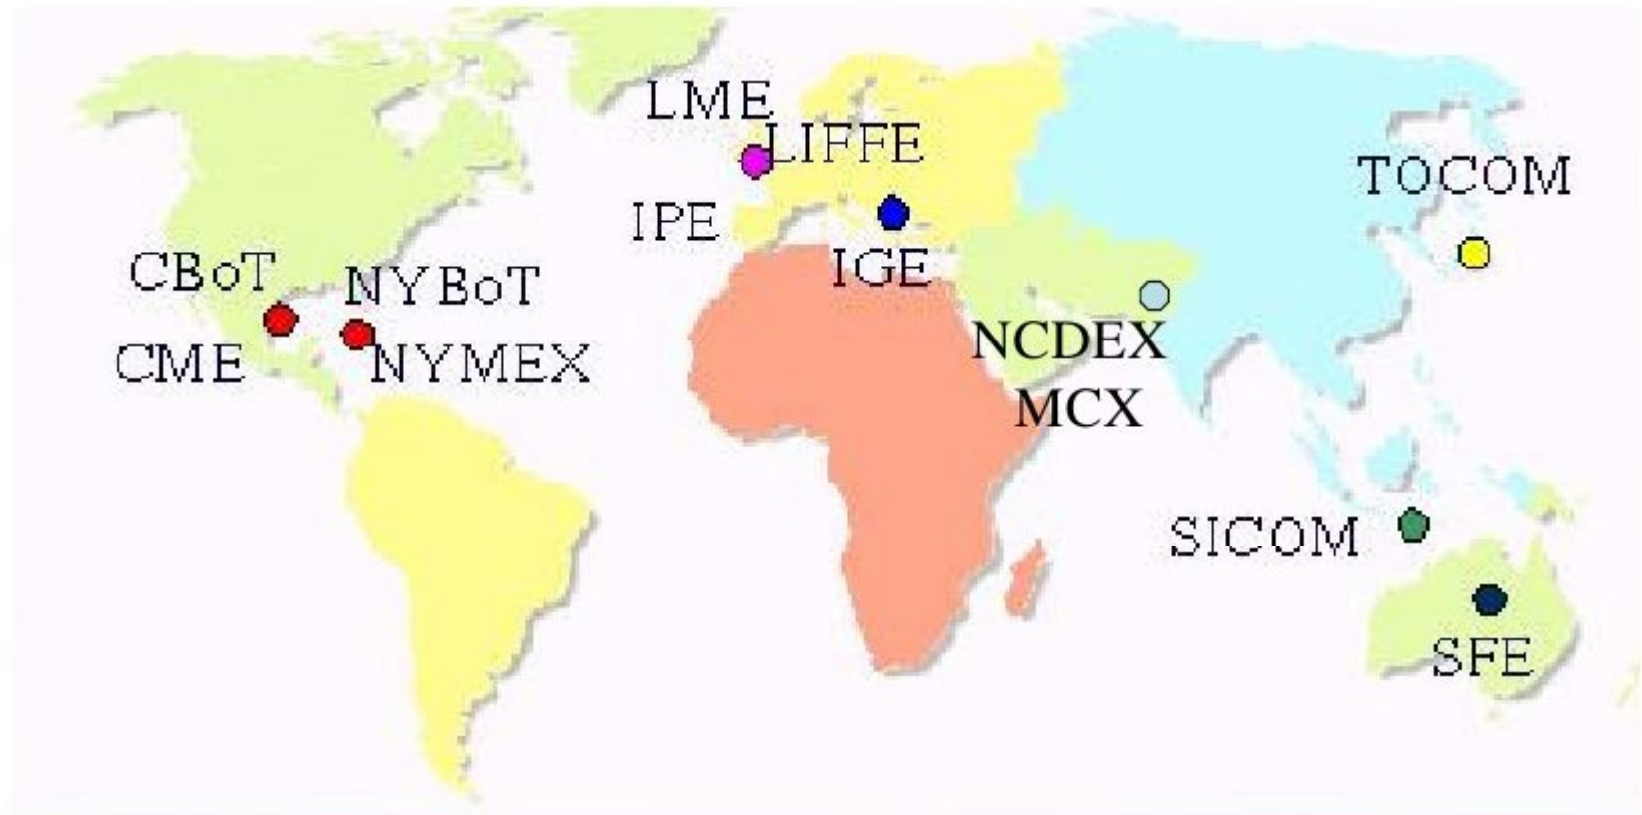 LME
LIFFE
TOCOM
IPE
CBoT
NYBoT
IGE
NCDEX
CME
NYMEX
MCX
SICOM
SFE